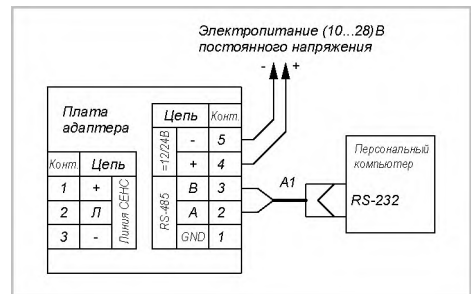 Электропитание (10...28)В
постоянного напряжения
- +
Плата
адаптера
Цепь Конт.
=12/24В
- 5
+ 4
RS-485
В 3
А 2
GND 1
Конт. Цепь
1 +
2 Л
3 -
Линия СЕНС
А1
Персональный
компьютер
RS-232